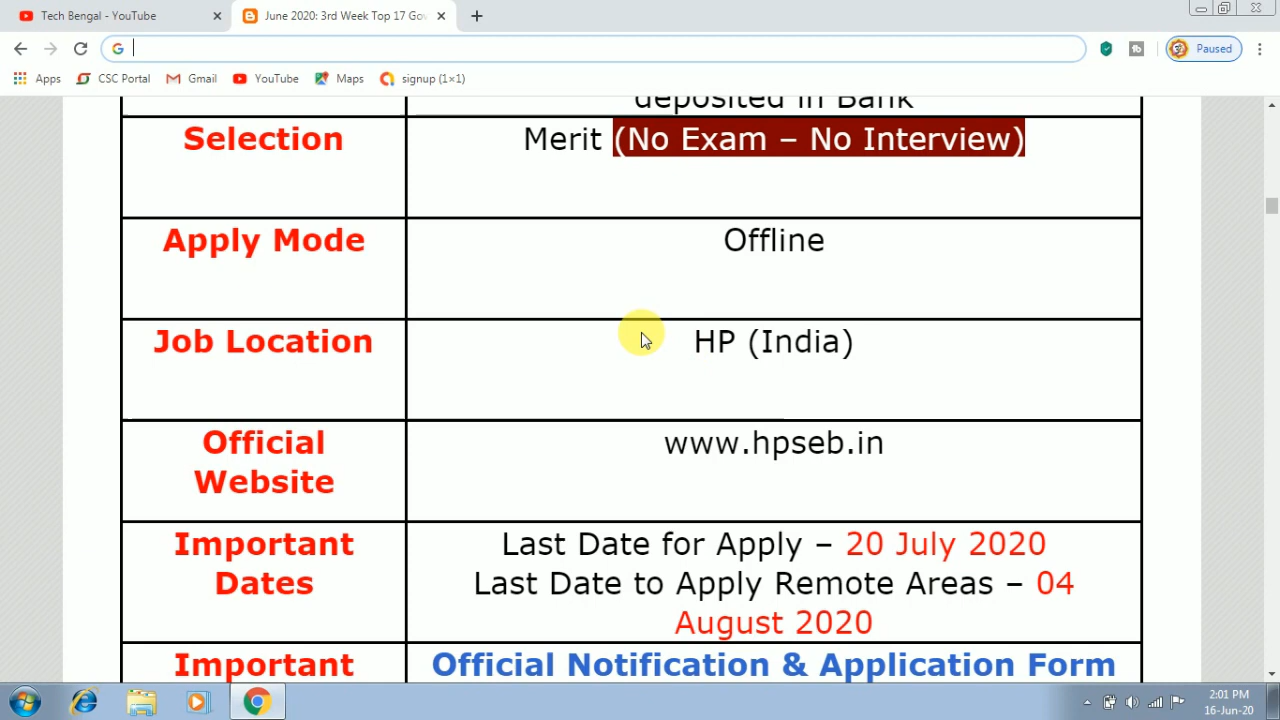 Tech Bengal - YouTube
June 2020: 3rd Week Top 17 Gov
Paused
Apps
CSC Portal
Gmail
YouTube
Maps
signup (1×1)
deposited in Bank
Selection
Merit (No Exam – No Interview)
Apply Mode
Offline
Job Location
HP (India)
Official
Website
www.hpseb.in
Important
Dates
Last Date for Apply – 20 July 2020
Last Date to Apply Remote Areas – 04
August 2020
Important
Official Notification & Application Form
2:01 PM
16-Jun-20